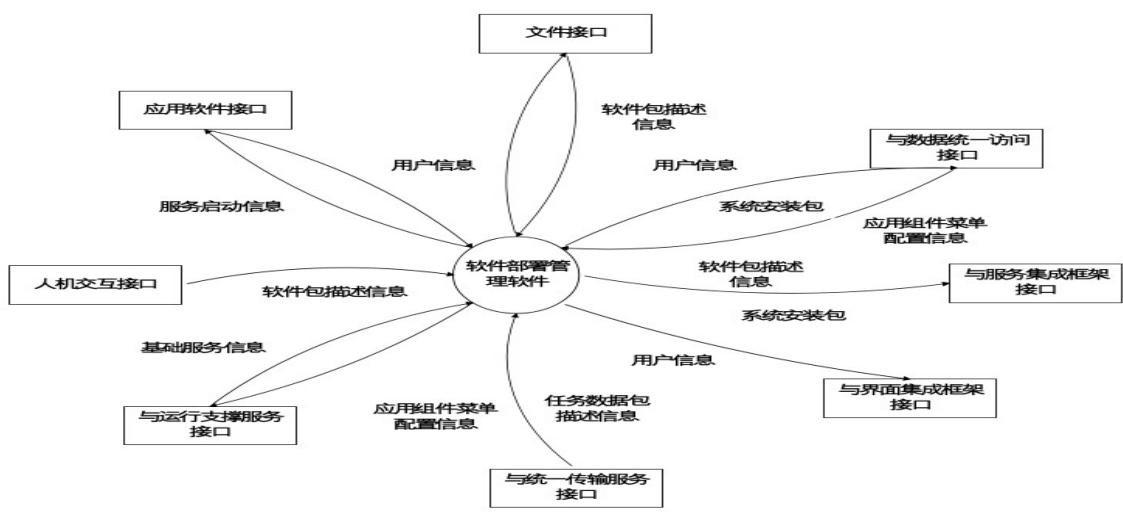 文件接口
应用软件接口
软件包描述
信息
与数据统一访问
接口
用户信息
用户信息
服务启动信息
系统安装包
应用组件菜单
配置信息
软件部署管
理软件
软件包描述
信息
人机交互接口
与服务集成框架
接口
软件包描述信息
系统安装包
基础服务信息
用户信息
与界面集成框架
接口
与运行支撑服务
接口
应用组件菜单
配置信息
任务数据包
描述信息
与统一传输服务
接口